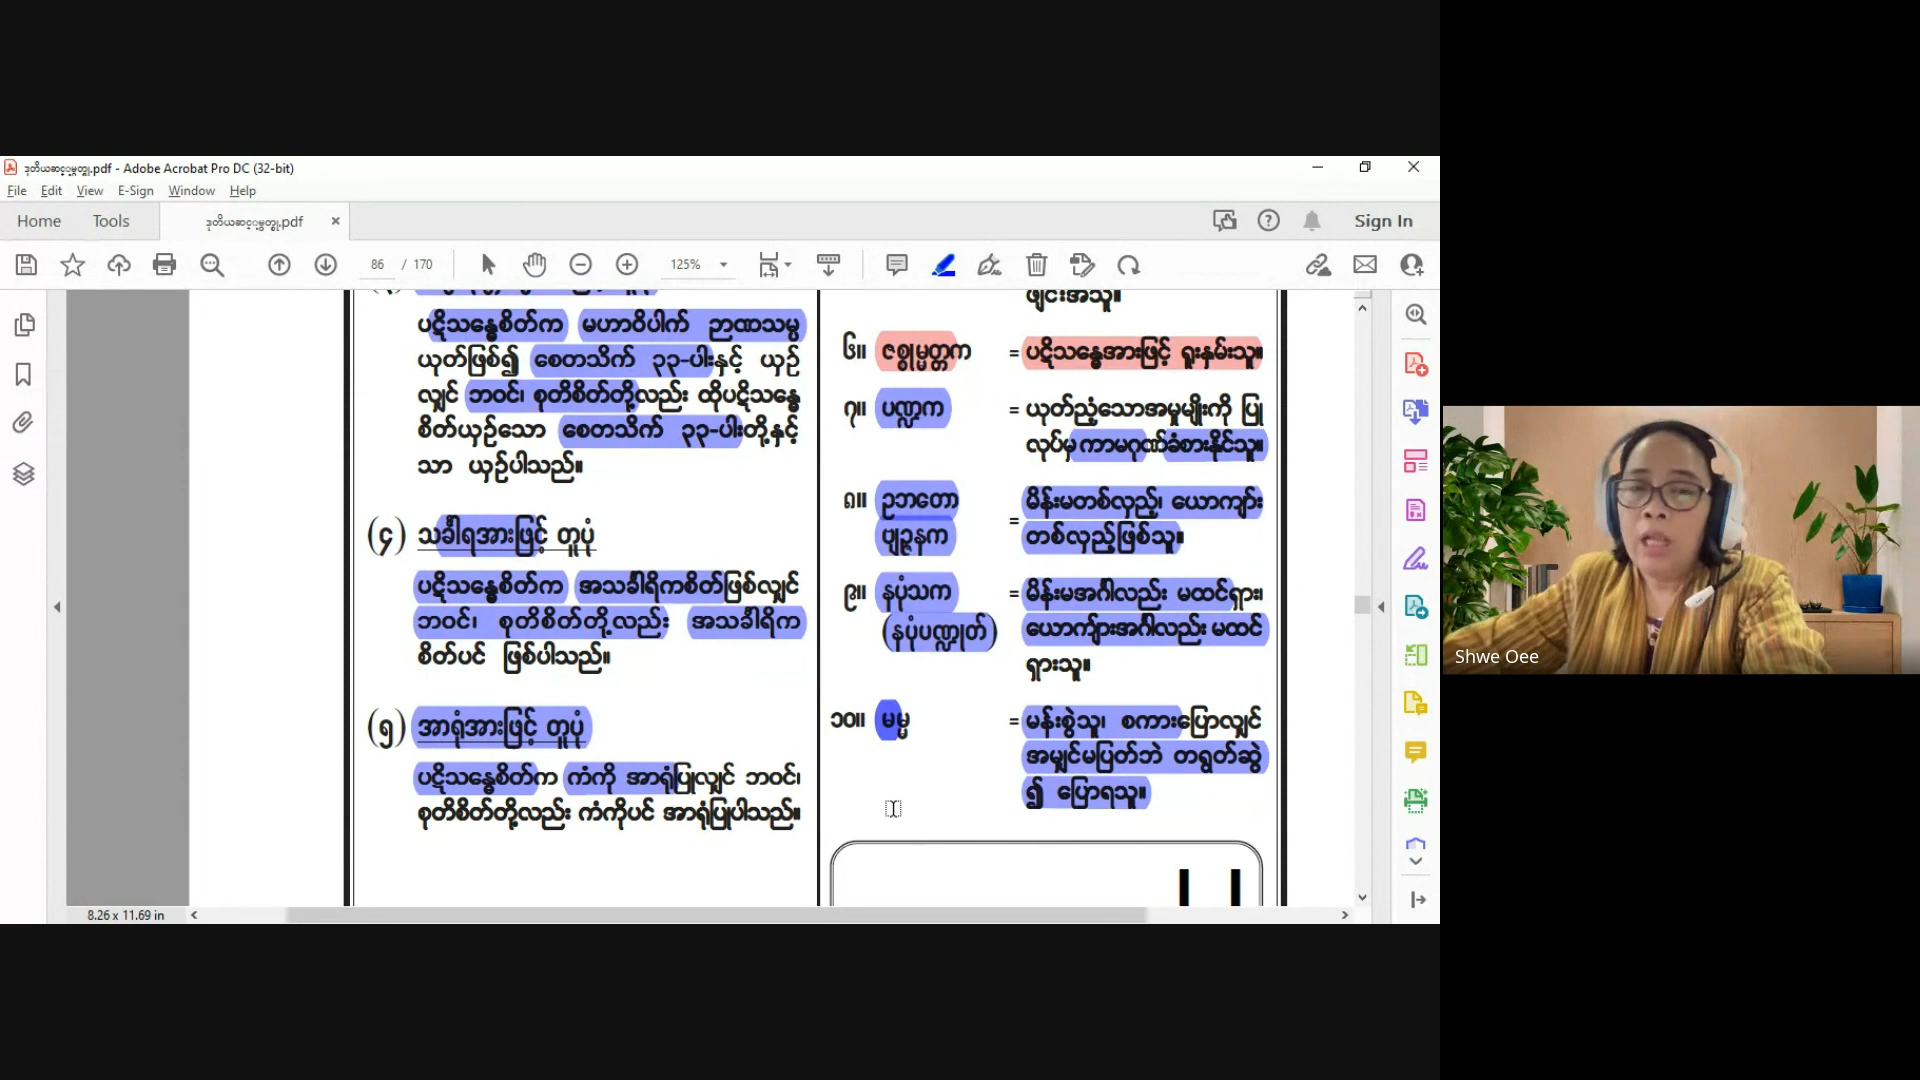 ဒုတိယဆင့်မှတ်စု.pdf - Adobe Acrobat Pro DC (32-bit)
File Edit View E-Sign Window Help
Home Tools
Sign In
86 / 170
125%
ဖျင်းအသူ။
ပဋိသန္ဓေစိတ်က မဟာဝိပါက် ဉာဏသမ္ပ
ယုတ်ဖြစ်၍ စေတသိက် ၃၃-ပါးနှင့် ယှဉ်
လျှင် ဘဝင်၊ စုတိစိတ်တို့လည်း ထိုပဋိသန္ဓေ
စိတ်ယှဉ်သော စေတသိက် ၃၃-ပါးတို့နှင့်
သာ ယှဉ်ပါသည်။
(၄) သင်္ခါရအားဖြင့် တူပုံ
ပဋိသန္ဓေစိတ်က အသင်္ခါရိကစိတ်ဖြစ်လျှင်
ဘဝင်၊ စုတိစိတ်တို့လည်း အသင်္ခါရိက
စိတ်ပင် ဖြစ်ပါသည်။
(၅) အာရုံအားဖြင့် တူပုံ
ပဋိသန္ဓေစိတ်က ကံကို အာရုံပြုလျှင် ဘဝင်၊
စုတိစိတ်တို့လည်း ကံကိုပင် အာရုံပြုပါသည်။
၆။ ဇစ္စုမ္မတ္တက = ပဋိသန္ဓေအားဖြင့် ရူးနှမ်းသူ။
၇။ ပဏ္ဍက = ယုတ်ညံ့သောအမှုမျိုးကို ပြု
လုပ်မှ ကာမဂုဏ်ခံစားနိုင်သူ။
၈။ ဥဘတော မိန်းမတစ်လှည့်၊ ယောကျာ်း
ဗျဉ္ဇနက = တစ်လှည့်ဖြစ်သူ။
၉။ နပုံသက = မိန်းမအင်္ဂါလည်း မထင်ရှား၊
(နပုံပဏ္ဍုတ်) ယောကျ်ားအင်္ဂါလည်း မထင်
ရှားသူ။
၁၀။ မမ္မ = မန်းစွဲသူ၊ စကားပြောလျှင်
အမျှင်မပြတ်ဘဲ တရွတ်ဆွဲ
၍ ပြောရသူ။
8.26 x 11.69 in
Shwe Oee